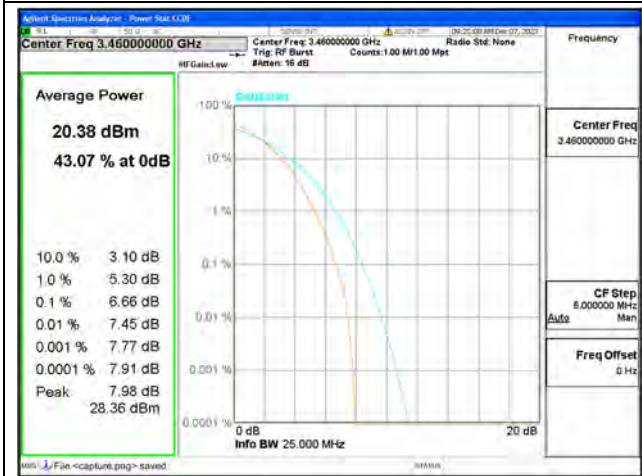 Agilent Spectrum Analyzer - Power Stat CCDF
Center Freq 3.460000000 GHz
Center Freq: 3.460000000 GHz
Radio Std: None
Trig: RF Burst
Counts:1.00 M/1.00 Mpt
#IFGain:Low
#Atten: 16 dB
Frequency
Average Power
20.38 dBm
43.07 % at 0dB
10.0 % 3.10 dB
1.0 % 5.30 dB
0.1 % 6.66 dB
0.01 % 7.45 dB
0.001 % 7.77 dB
0.0001 % 7.91 dB
Peak 7.98 dB
28.36 dBm
Gaussian
100 %
10 %
1 %
0.1 %
0.01 %
0.001 %
0.0001 %
0 dB
20 dB
Info BW 25.000 MHz
Center Freq
3.460000000 GHz
CF Step
6.000000 MHz
Auto Man
Freq Offset
0 Hz
MSG File <capture.png> saved
STATUS